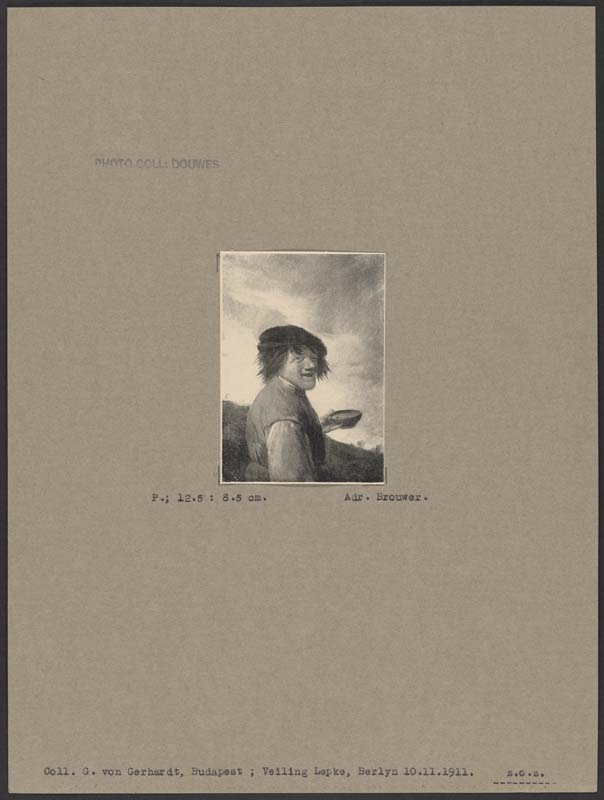 PHOTO.COLL: DOUWES
P.; 12.5 : 8.5 cm. Adr. Brouwer.
Coll. G. von Gerhardt, Budapest ; Veiling Lepke, Berlyn 10.11.1911. z.o.z.